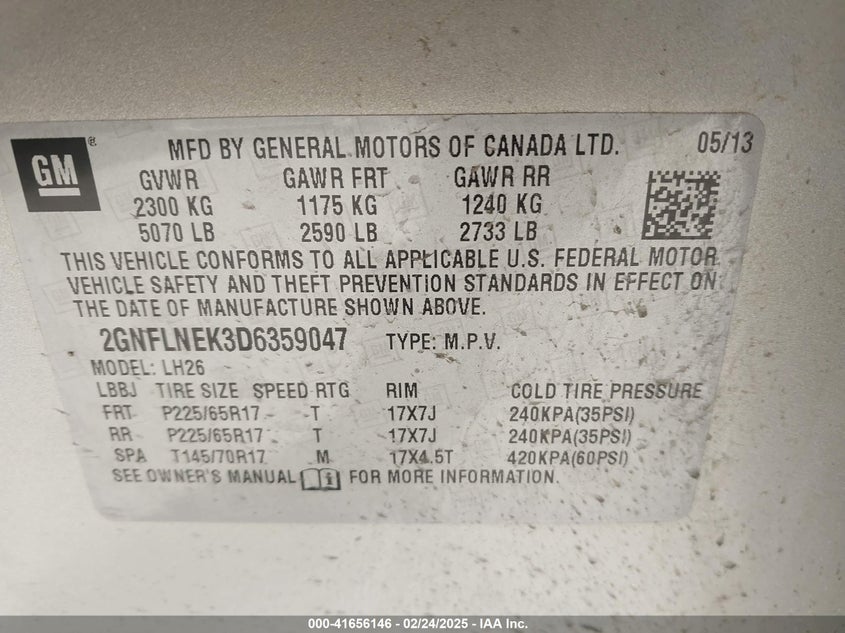 GM ® MFD BY GENERAL MOTORS OF CANADA LTD. 05/13
GVWR GAWR FRT GAWR RR
2300 KG 1175 KG 1240 KG
5070 LB 2590 LB 2733 LB
THIS VEHICLE CONFORMS TO ALL APPLICABLE U.S. FEDERAL MOTOR
VEHICLE SAFETY AND THEFT PREVENTION STANDARDS IN EFFECT ON
THE DATE OF MANUFACTURE SHOWN ABOVE.
2GNFLNEK3D6359047 TYPE: M.P.V.
MODEL: LH26
LBBJ TIRE SIZE SPEED RTG RIM COLD TIRE PRESSURE
FRT P225/65R17 T 17X7J 240KPA(35PSI)
RR P225/65R17 T 17X7J 240KPA(35PSI)
SPA T145/70R17 M 17X4.5T 420KPA(60PSI)
SEE OWNER'S MANUAL FOR MORE INFORMATION.
000-41656146 - 02/24/2025 - IAA Inc.